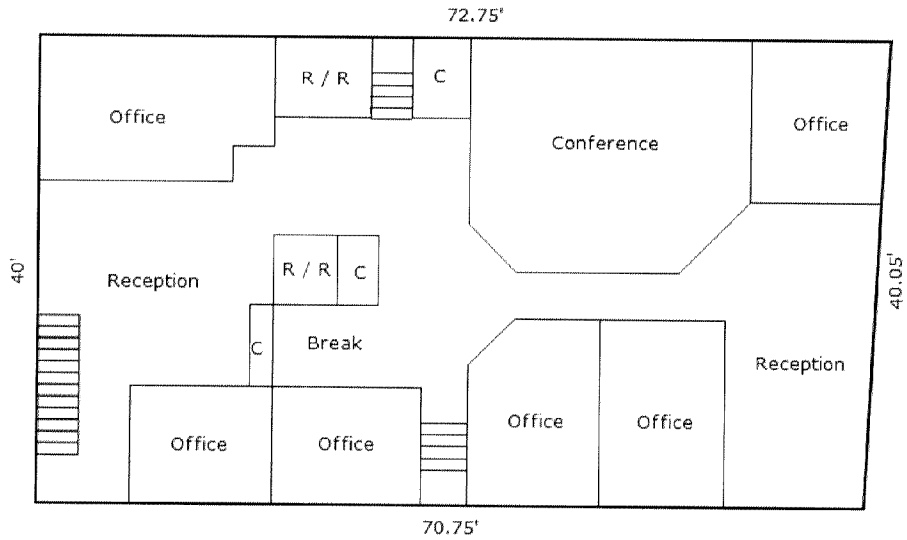 72.75'
R / R
C
Office
Office
Conference
40'
Reception
R / R
C
40.05'
C
Break
Reception
Office
Office
Office
Office
70.75'